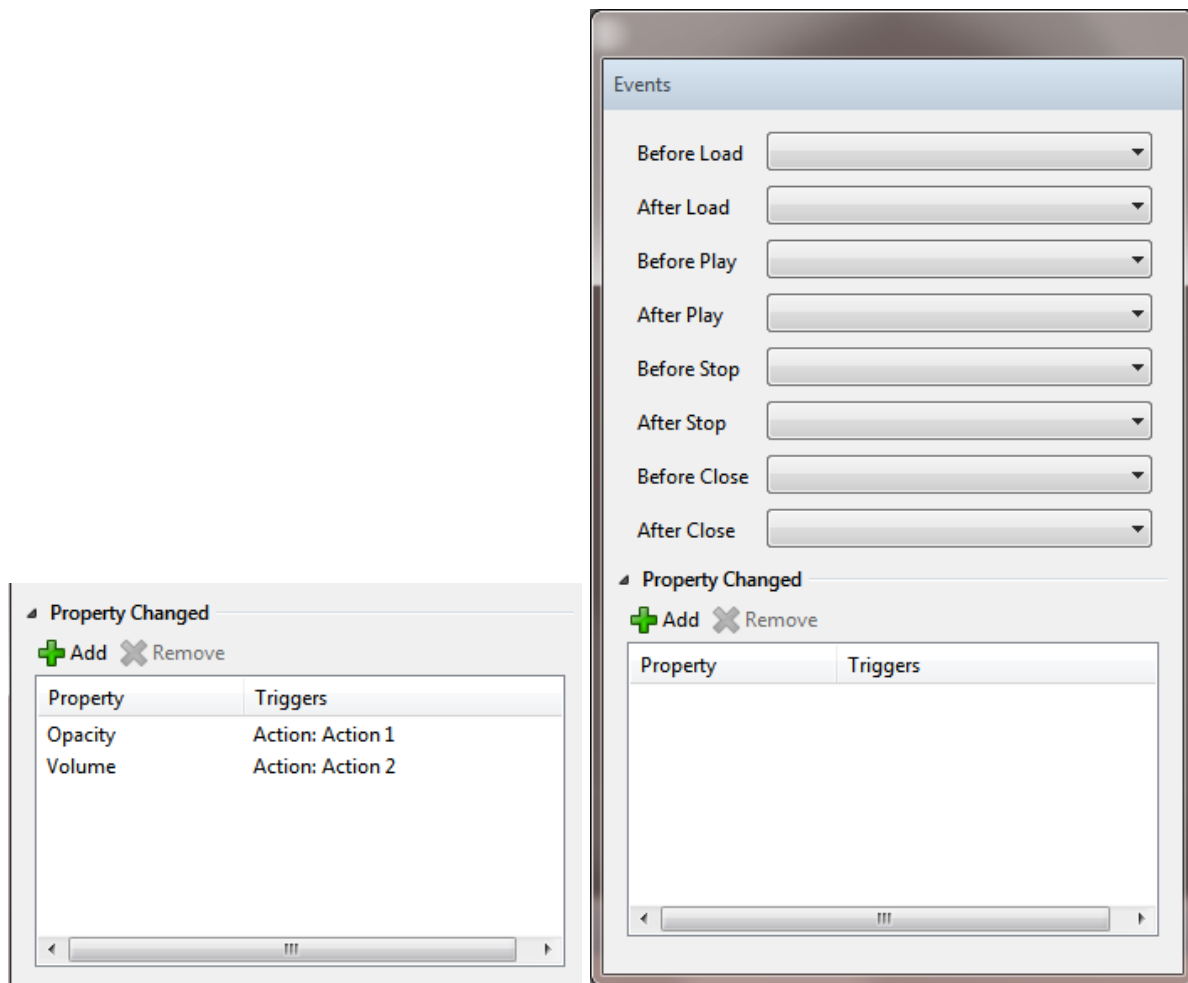 Property Changed
Add Remove
Property Triggers
Opacity Action: Action 1
Volume Action: Action 2
Events
Before Load
After Load
Before Play
After Play
Before Stop
After Stop
Before Close
After Close
Property Changed
Add Remove
Property Triggers